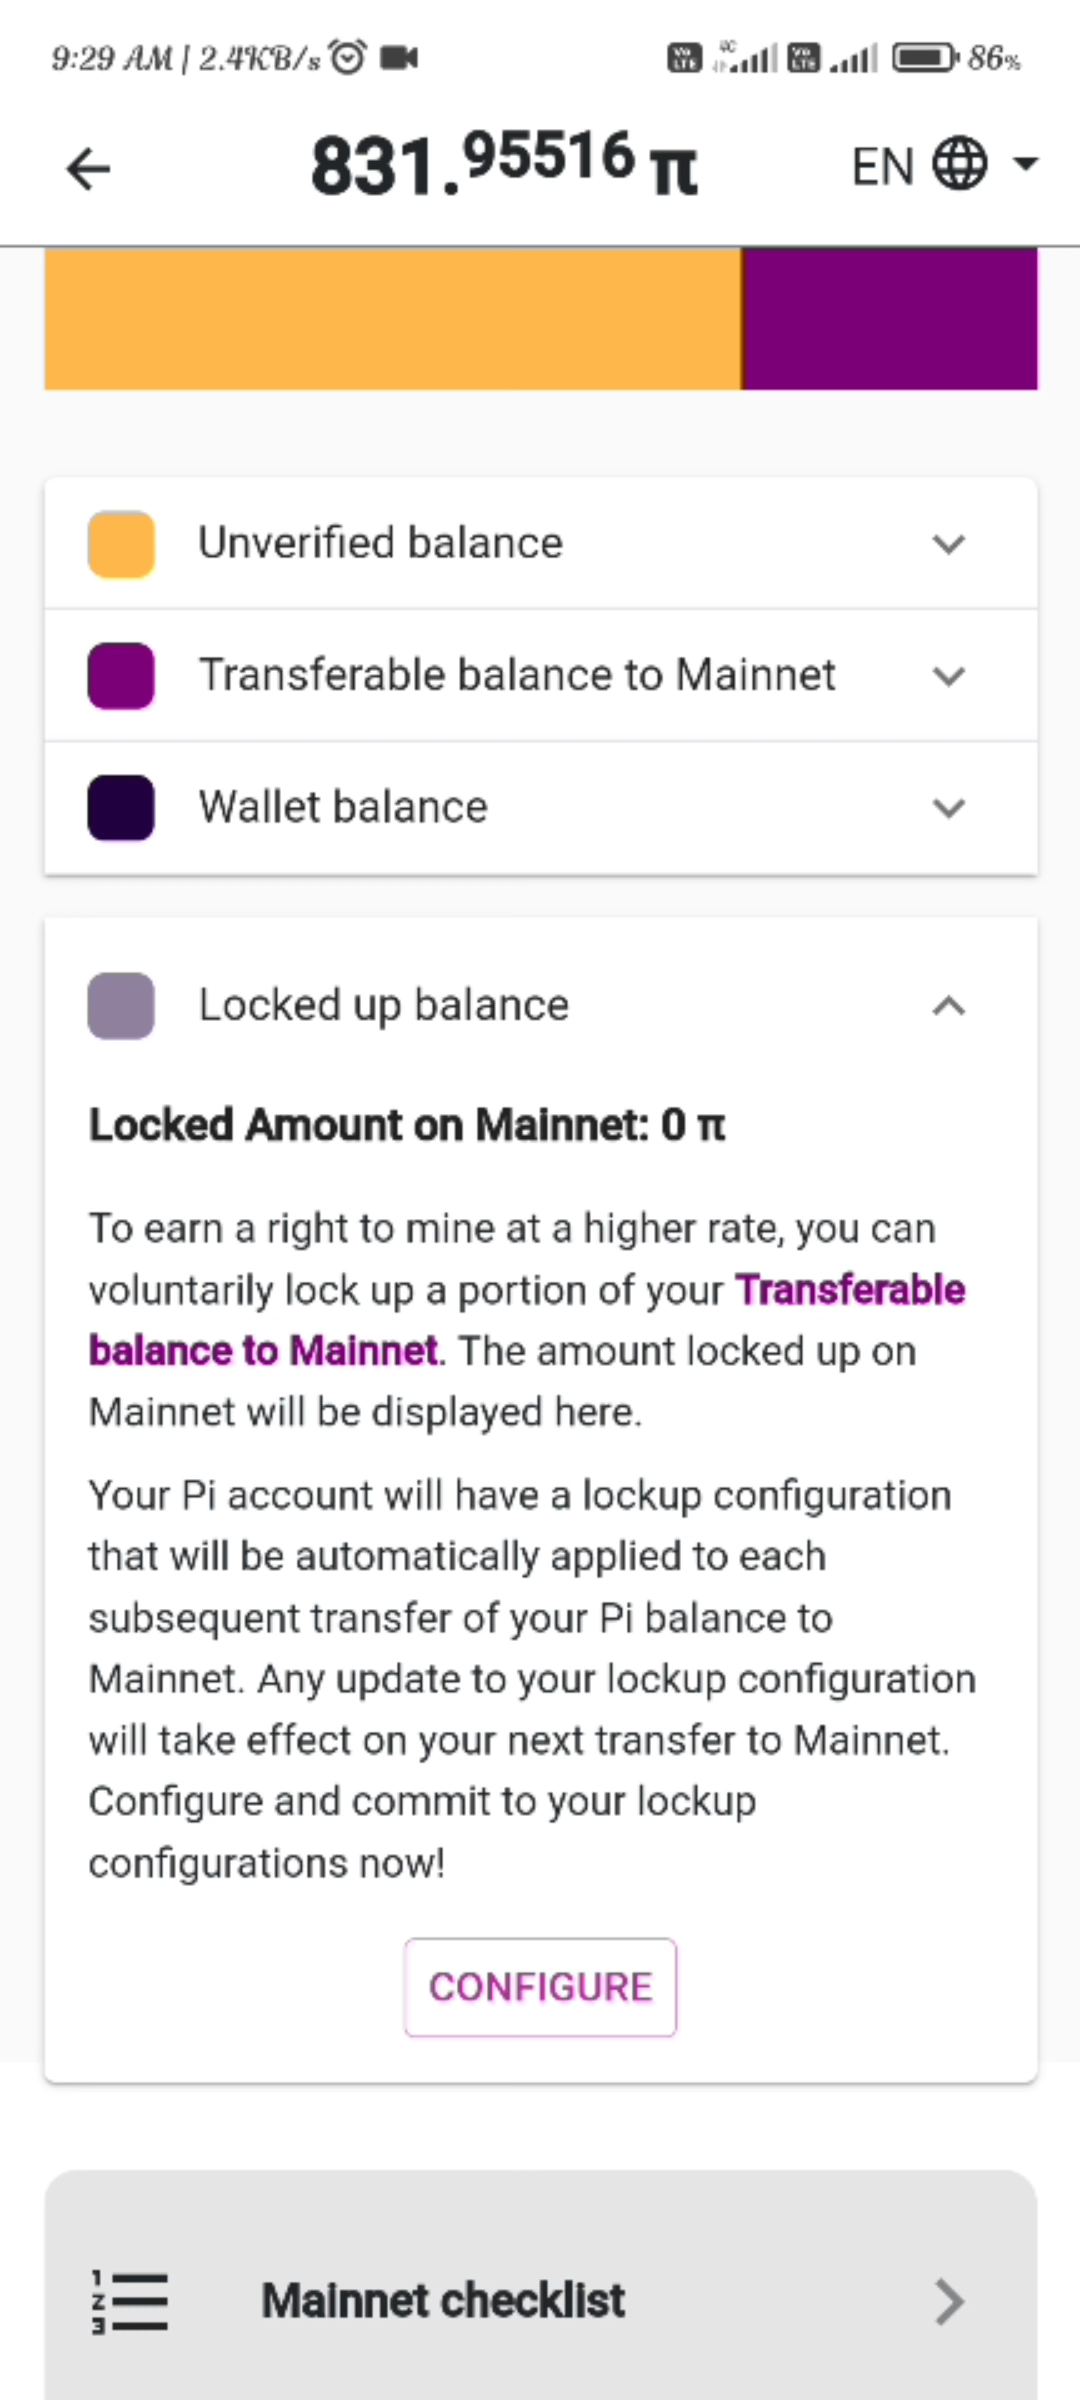 9:29 AM | 2.4KB/s 86%
831.95516 π EN
Unverified balance
Transferable balance to Mainnet
Wallet balance
Locked up balance
Locked Amount on Mainnet: 0 π
To earn a right to mine at a higher rate, you can
voluntarily lock up a portion of your Transferable
balance to Mainnet. The amount locked up on
Mainnet will be displayed here.
Your Pi account will have a lockup configuration
that will be automatically applied to each
subsequent transfer of your Pi balance to
Mainnet. Any update to your lockup configuration
will take effect on your next transfer to Mainnet.
Configure and commit to your lockup
configurations now!
CONFIGURE
Mainnet checklist